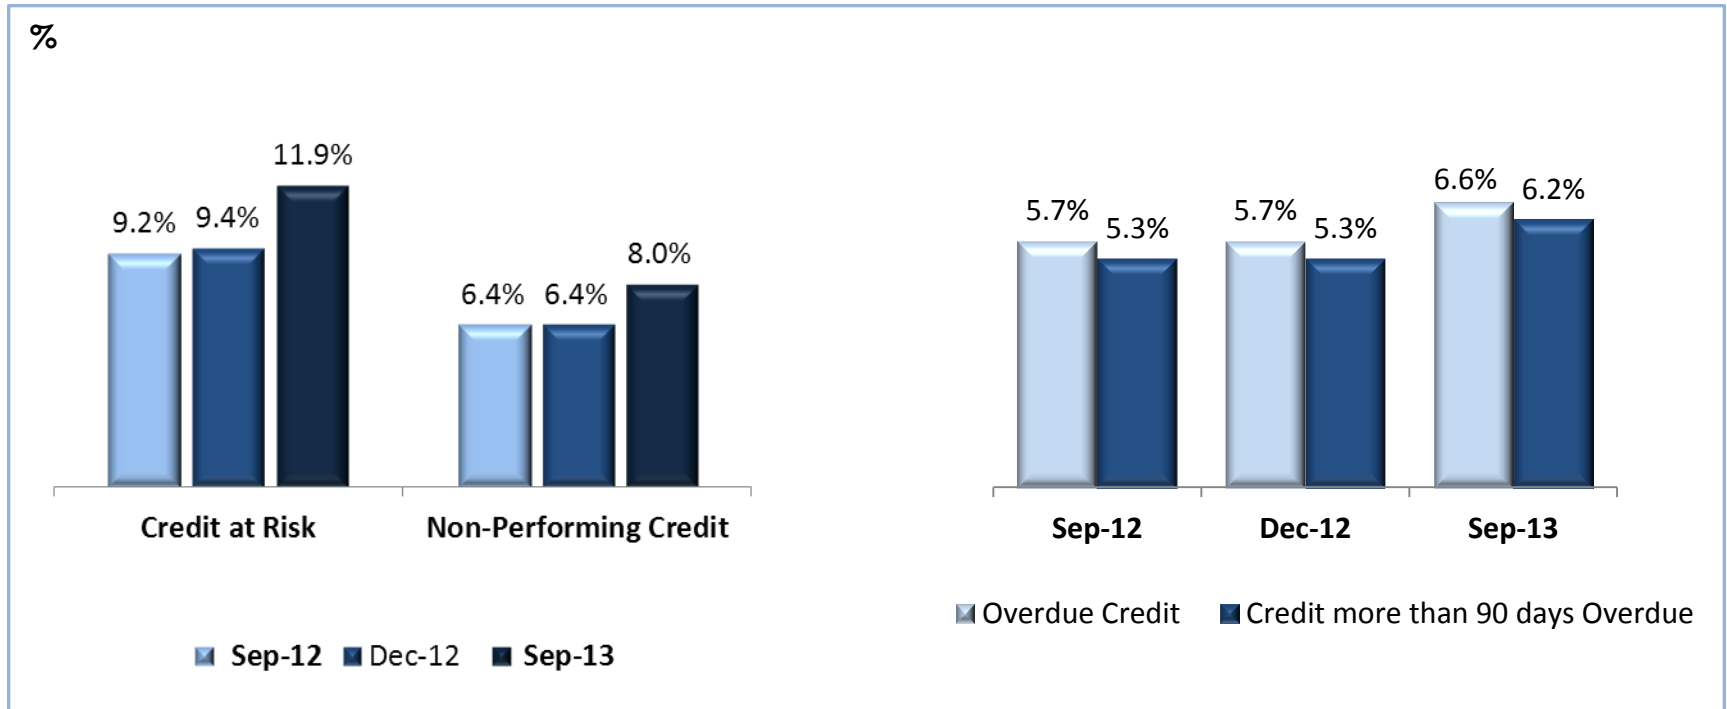 %
11.9%
9.2%
9.4%
8.0%
6.4%
6.4%
Credit at Risk
Non-Performing Credit
Sep-12 Dec-12 Sep-13
6.6%
6.2%
5.7%
5.3%
5.7%
5.3%
Sep-12
Dec-12
Sep-13
Overdue Credit Credit more than 90 days Overdue